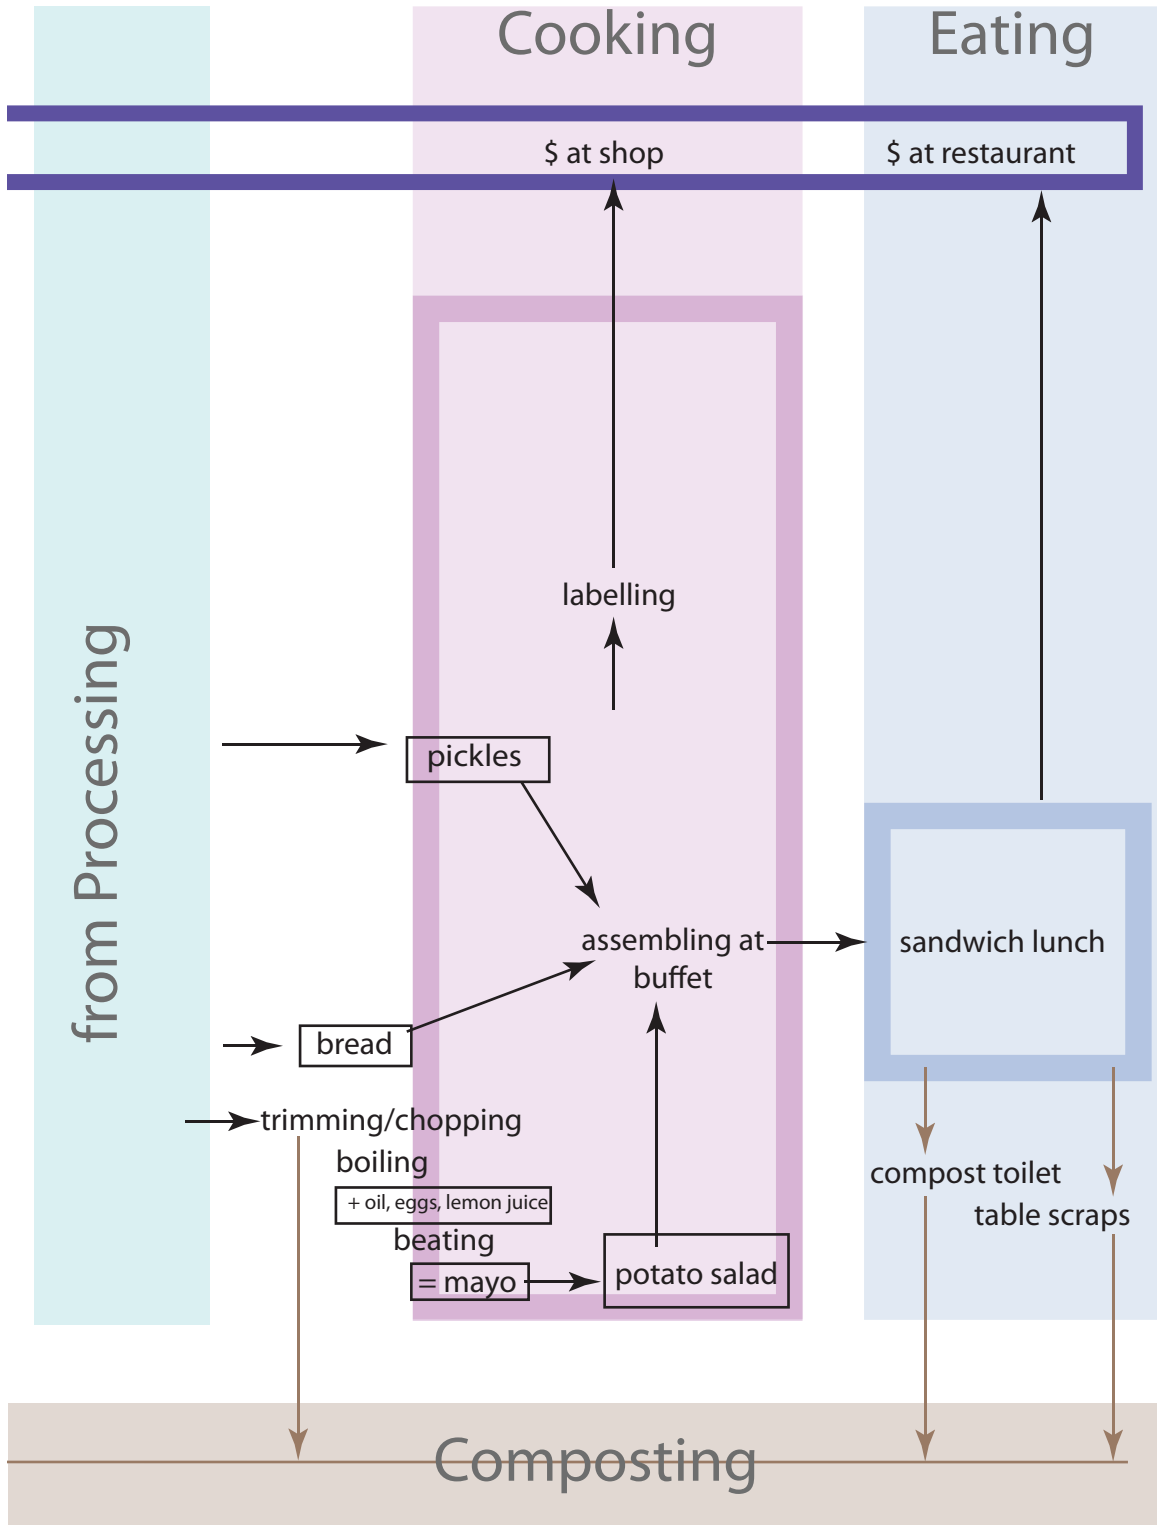 Cooking
Eating
$ at shop
$ at restaurant
labelling
from Processing
pickles
assembling at
buffet
sandwich lunch
bread
trimming/chopping
boiling
+ oil, eggs, lemon juice
beating
= mayo
potato salad
compost toilet
table scraps
Composting